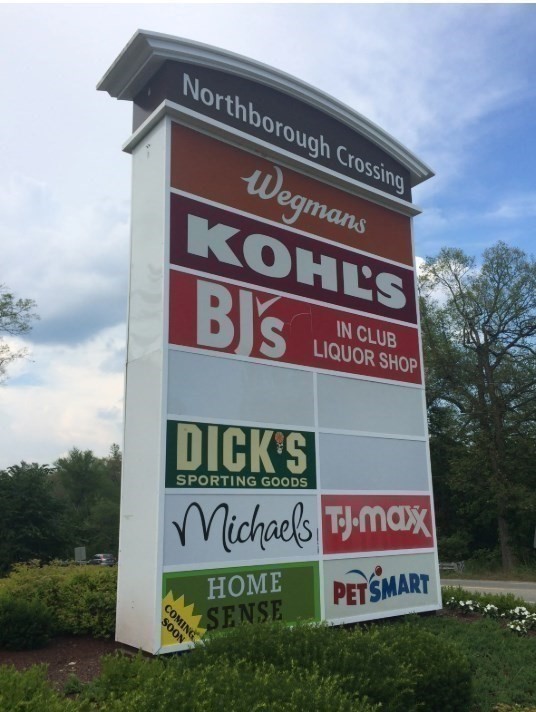 Northborough Crossing
Wegmans
KOHL'S
BJ's
IN CLUB
LIQUOR SHOP
DICK'S
SPORTING GOODS
Michaels
T.J.maxx
HOME
SENSE
COMING
SOON
PETSMART